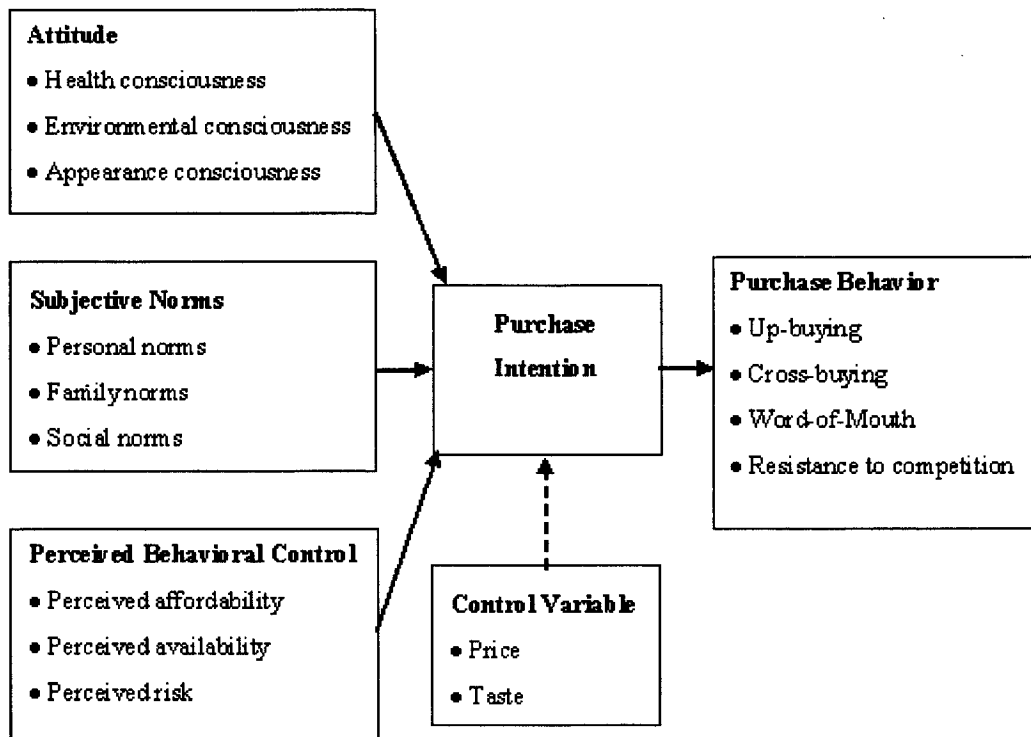 Attitude
● Health consciousness
● Environmental consciousness
● Appearance consciousness
Subjective Norms
● Personal norms
● Family norms
● Social norms
Perceived Behavioral Control
● Perceived affordability
● Perceived availability
● Perceived risk
Purchase
Intention
Control Variable
● Price
● Taste
Purchase Behavior
● Up-buying
● Cross-buying
● Word-of-Mouth
● Resistance to competition